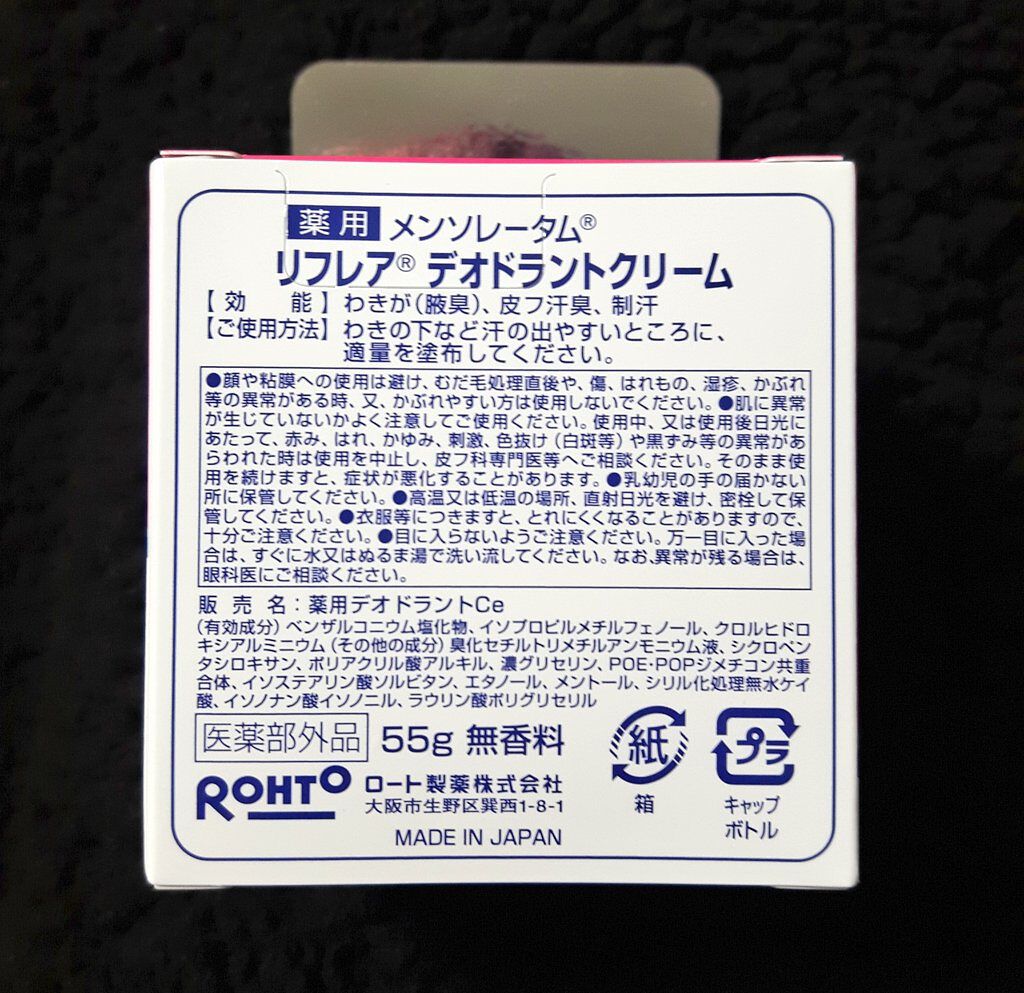 薬用 メンソレータム®
リフレア® デオドラントクリーム
【効　能】わきが(腋臭)、皮フ汗臭、制汗
【ご使用方法】わきの下など汗の出やすいところに、
適量を塗布してください。
●顔や粘膜への使用は避け、むだ毛処理直後や、傷、はれもの、湿疹、かぶれ
等の異常がある時、又、かぶれやすい方は使用しないでください。●肌に異常
が生じていないかよく注意してご使用ください。使用中、又は使用後日光に
あたって、赤み、はれ、かゆみ、刺激、色抜け(白斑等)や黒ずみ等の異常があ
らわれた時は使用を中止し、皮フ科専門医等へご相談ください。そのまま使
用を続けますと、症状が悪化することがあります。●乳幼児の手の届かない
所に保管してください。●高温又は低温の場所、直射日光を避け、密栓して保
管してください。●衣服等につきますと、とれにくくなることがありますので、
十分ご注意ください。●目に入らないようご注意ください。万一目に入った場
合は、すぐに水又はぬるま湯で洗い流してください。なお、異常が残る場合は、
眼科医にご相談ください。
販売名:薬用デオドラントCe
(有効成分)ベンザルコニウム塩化物、イソプロピルメチルフェノール、クロルヒドロ
キシアルミニウム(その他の成分)臭化セチルトリメチルアンモニウム液、シクロペン
タシロキサン、ポリアクリル酸アルキル、濃グリセリン、POE・POPジメチコン共重
合体、イソステアリン酸ソルビタン、エタノール、メントール、シリル化処理無水ケイ
酸、イソノナン酸イソノニル、ラウリン酸ポリグリセリル
医薬部外品 55g 無香料
紙
箱
プラ
キャップ
ボトル
ROHTO ロート製薬株式会社
大阪市生野区巽西1-8-1
MADE IN JAPAN